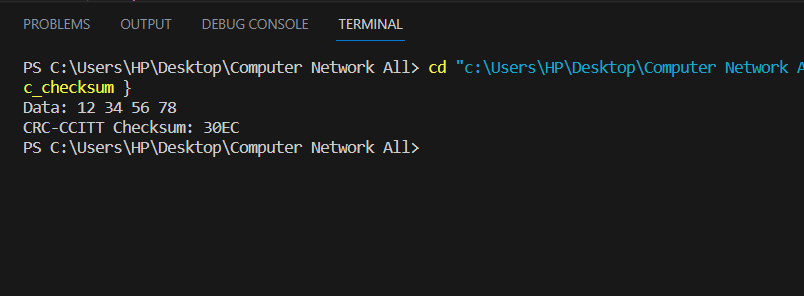 PROBLEMS OUTPUT DEBUG CONSOLE TERMINAL
PS C:\Users\HP\Desktop\Computer Network All> cd "c:\Users\HP\Desktop\Computer Network A
c_checksum }
Data: 12 34 56 78
CRC-CCITT Checksum: 30EC
PS C:\Users\HP\Desktop\Computer Network All>